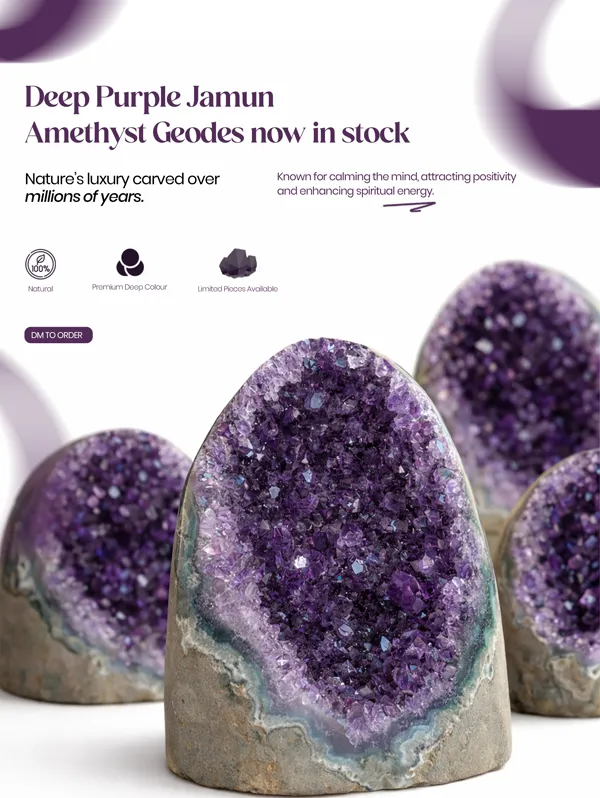 Deep Purple Jamun
Amethyst Geodes now in stock
Nature's luxury carved over
millions of years.
Known for calming the mind, attracting positivity
and enhancing spiritual energy.
100%
Natural
Premium Deep Colour
Limited Pieces Available
DM TO ORDER